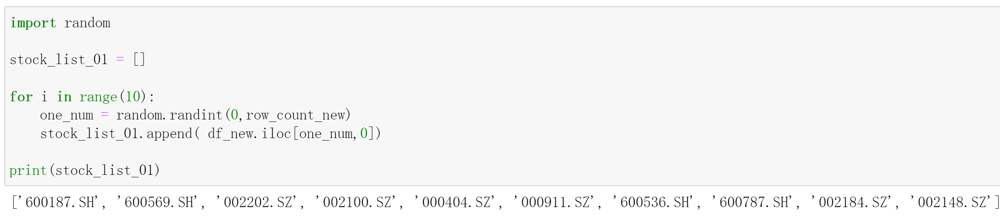 import random
stock_list_01 = []
for i in range(10):
    one_num = random.randint(0,row_count_new)
    stock_list_01.append( df_new.iloc[one_num,0])
print(stock_list_01)
['600187.SH', '600569.SH', '002202.SZ', '002100.SZ', '000404.SZ', '000911.SZ', '600536.SH', '600787.SH', '002184.SZ', '002148.SZ']